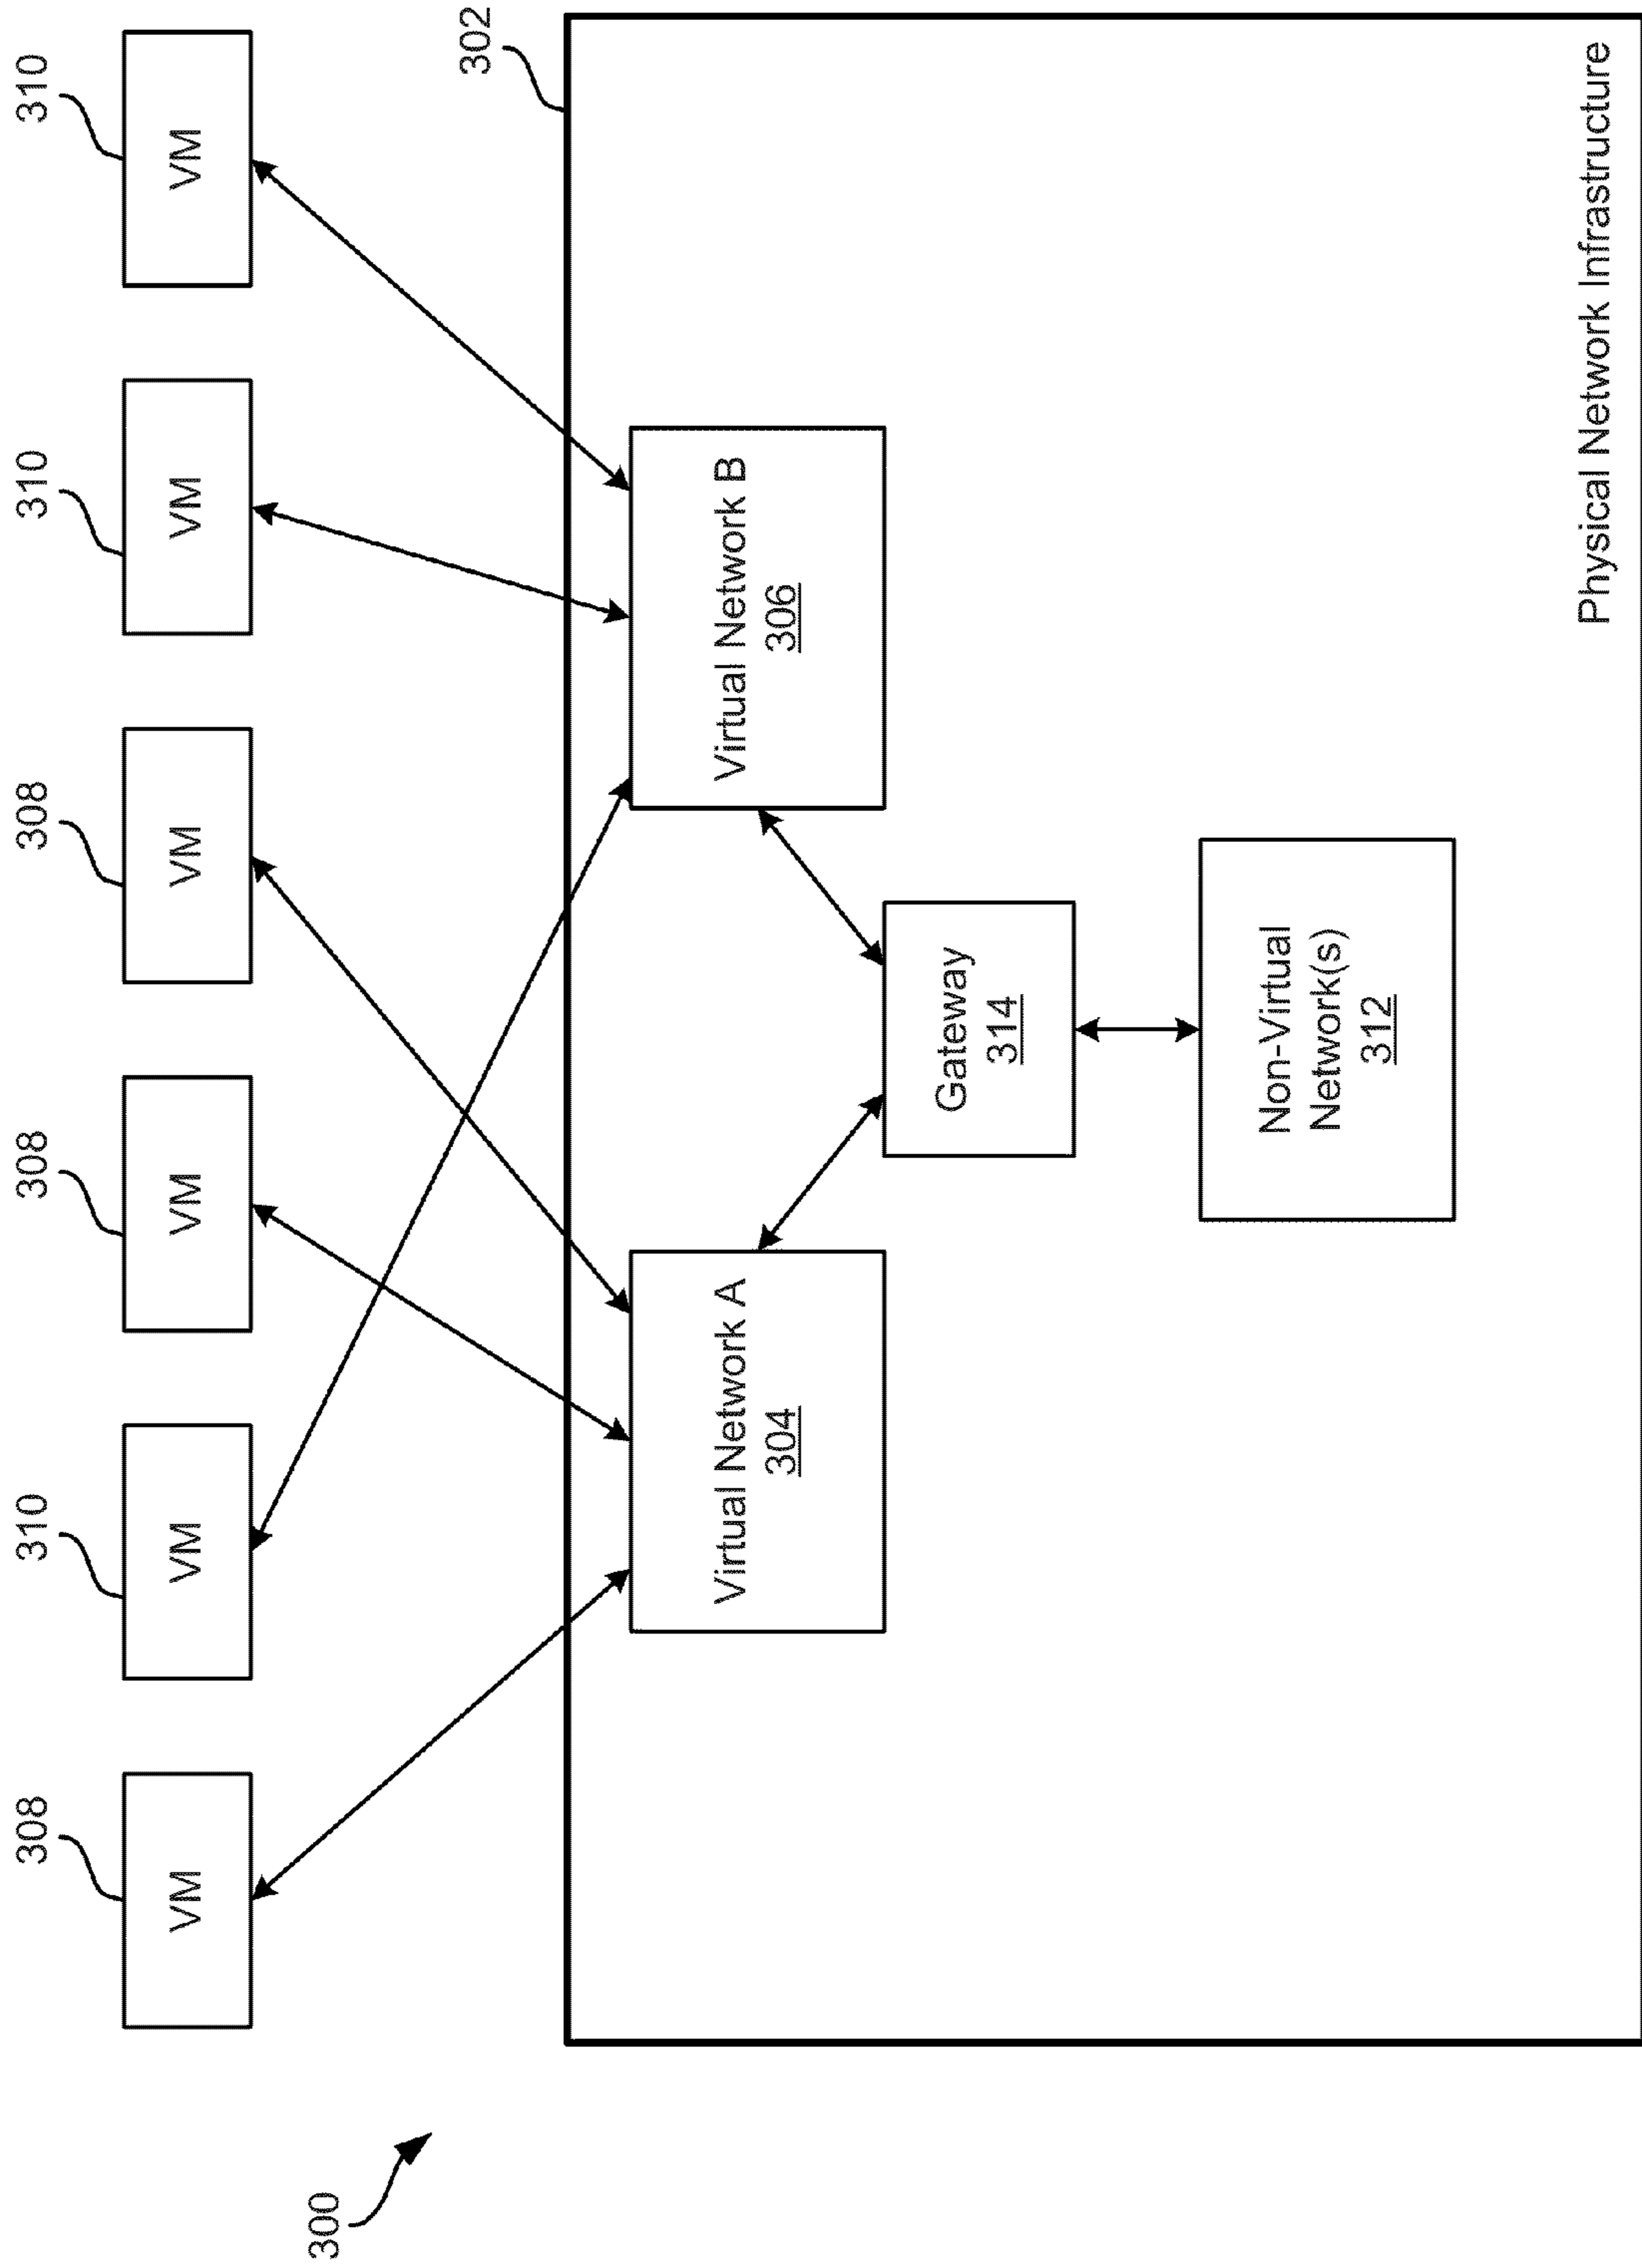 308
310
308
308
310
310
VM
VM
VM
VM
VM
VM
300
302
Virtual Network A
304
Virtual Network B
306
Gateway
314
Non-Virtual
Network(s)
312
Physical Network Infrastructure